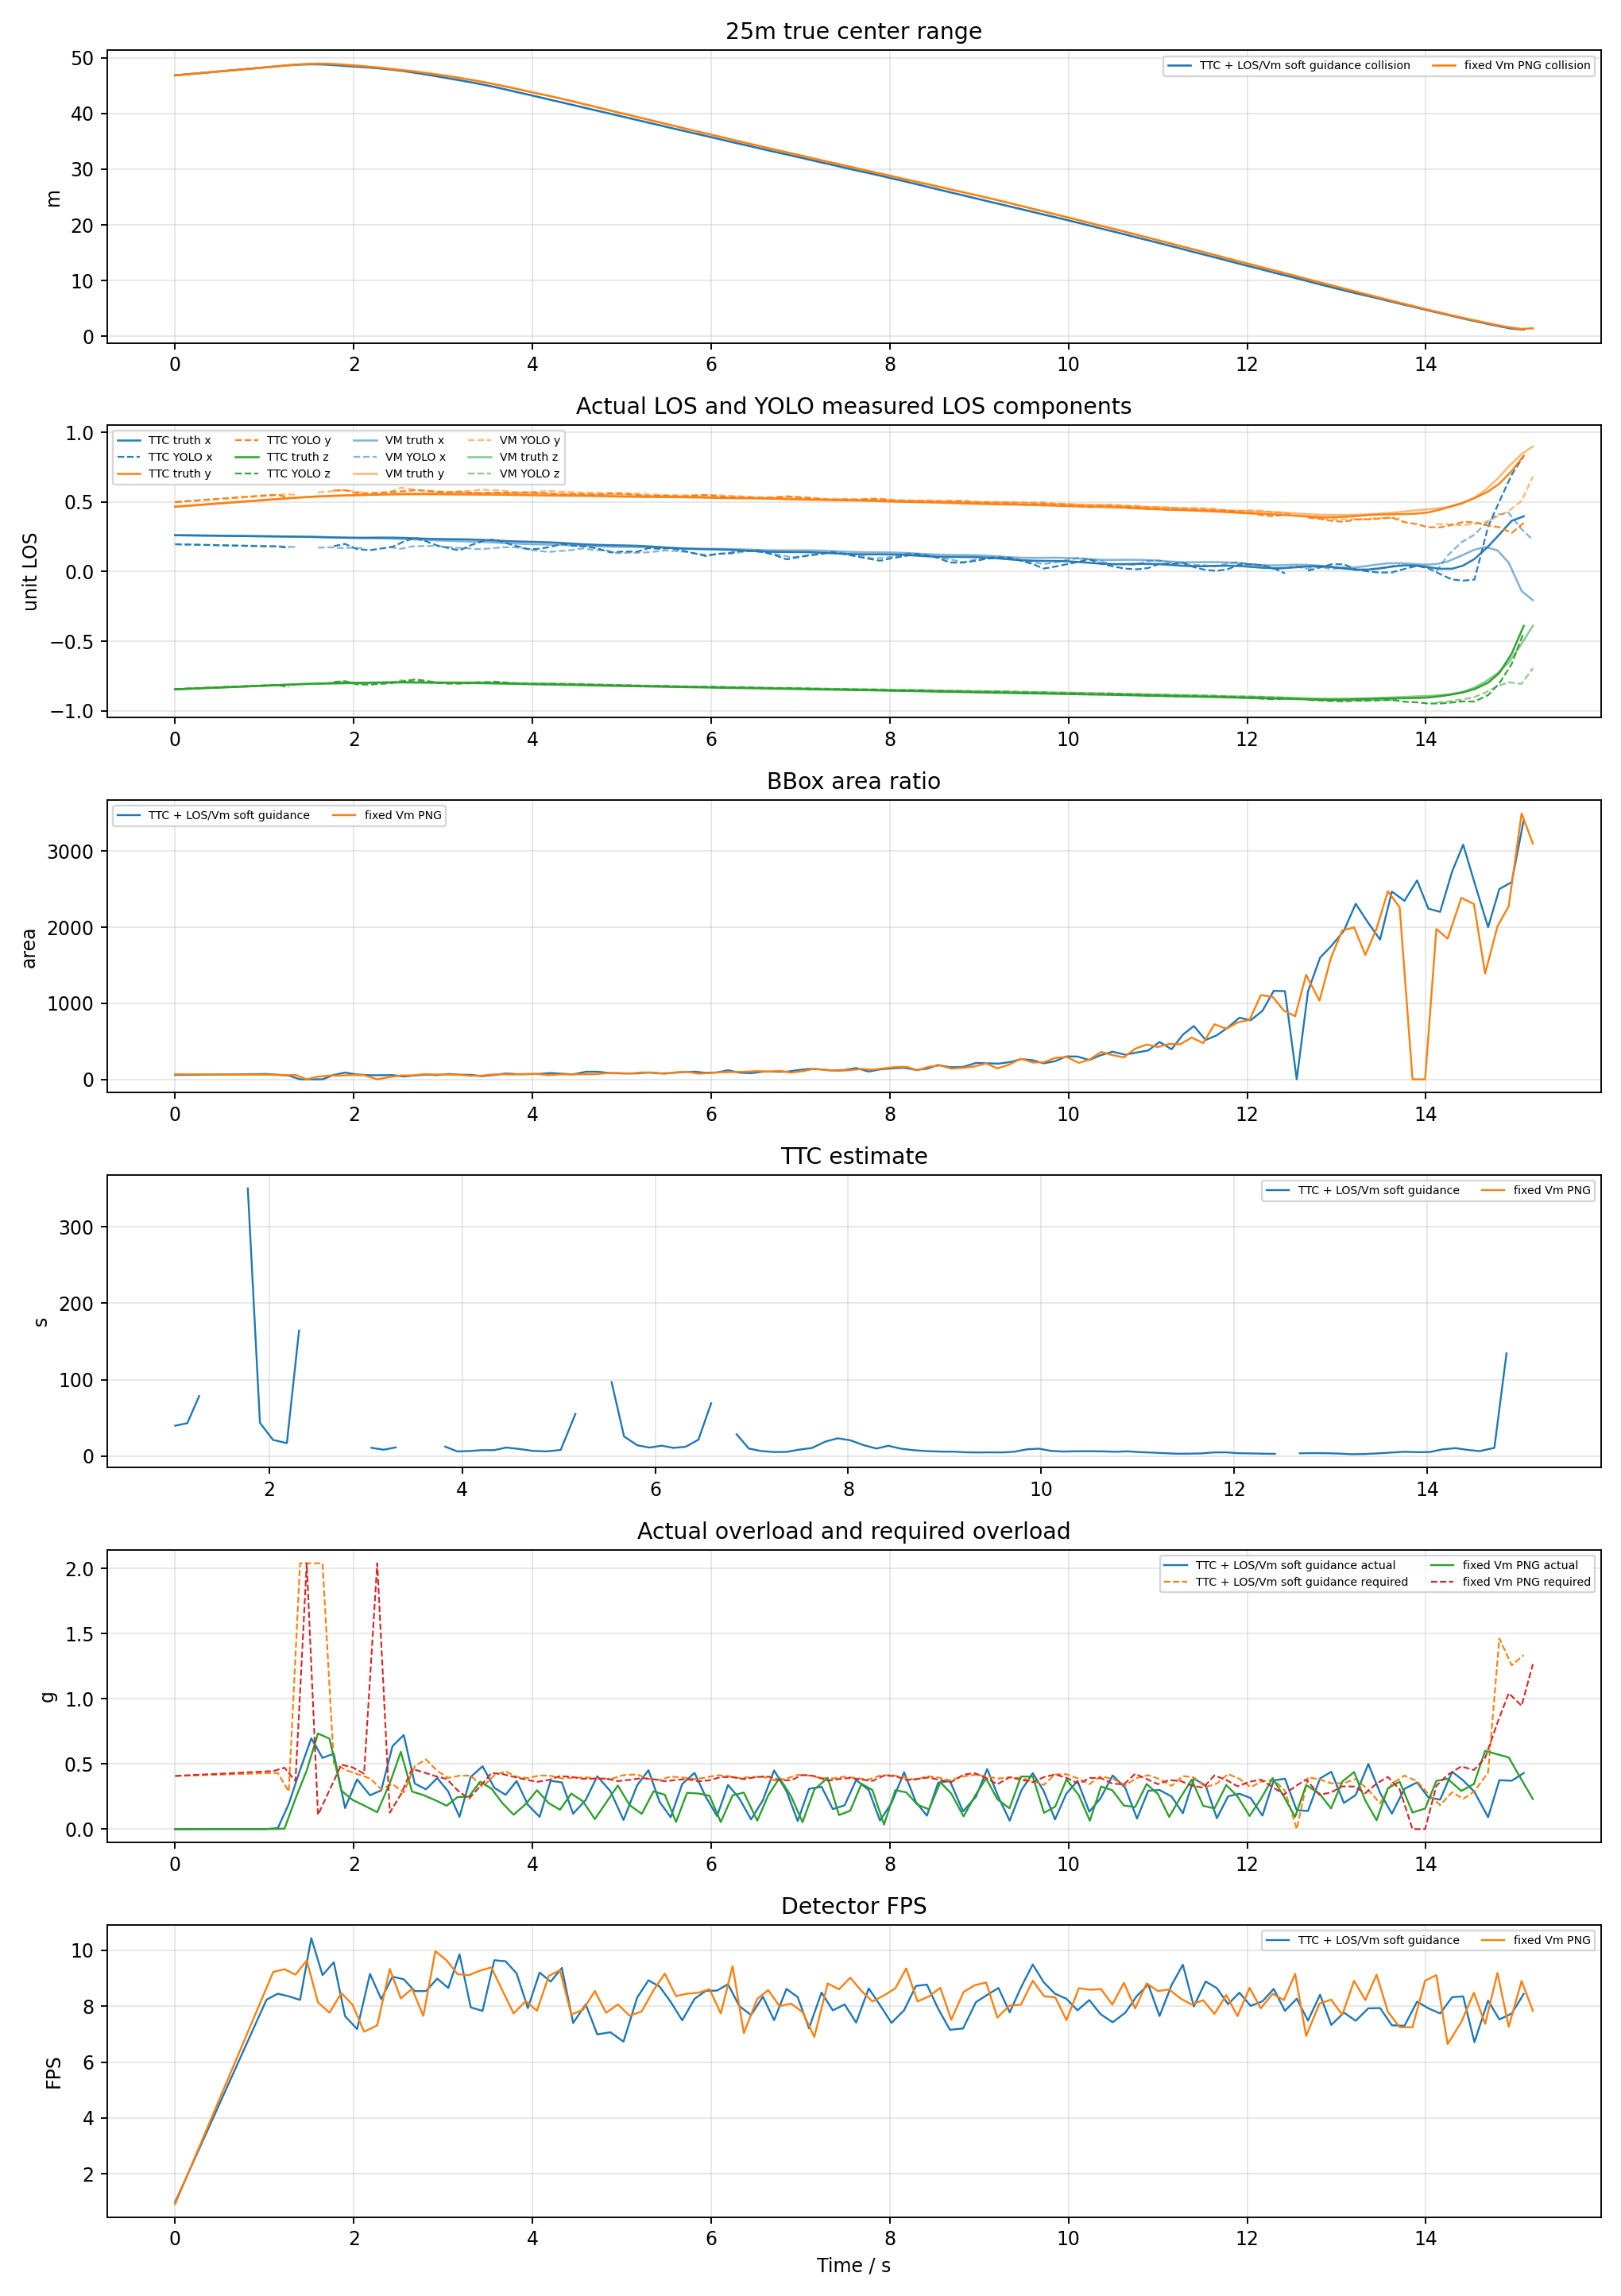 25m true center range
TTC + LOS/Vm soft guidance collision fixed Vm PNG collision
50
40
30
20
10
0
m
0 2 4 6 8 10 12 14
Actual LOS and YOLO measured LOS components
TTC truth x TTC YOLO y VM truth x VM YOLO y
TTC YOLO x TTC truth z VM YOLO x VM truth z
TTC truth y TTC YOLO z VM truth y VM YOLO z
1.0
0.5
0.0
−0.5
−1.0
unit LOS
0 2 4 6 8 10 12 14
BBox area ratio
TTC + LOS/Vm soft guidance fixed Vm PNG
3000
2000
1000
0
area
0 2 4 6 8 10 12 14
TTC estimate
TTC + LOS/Vm soft guidance fixed Vm PNG
300
200
100
0
s
2 4 6 8 10 12 14
Actual overload and required overload
TTC + LOS/Vm soft guidance actual fixed Vm PNG actual
TTC + LOS/Vm soft guidance required fixed Vm PNG required
2.0
1.5
1.0
0.5
0.0
g
0 2 4 6 8 10 12 14
Detector FPS
TTC + LOS/Vm soft guidance fixed Vm PNG
10
8
6
4
2
FPS
0 2 4 6 8 10 12 14
Time / s